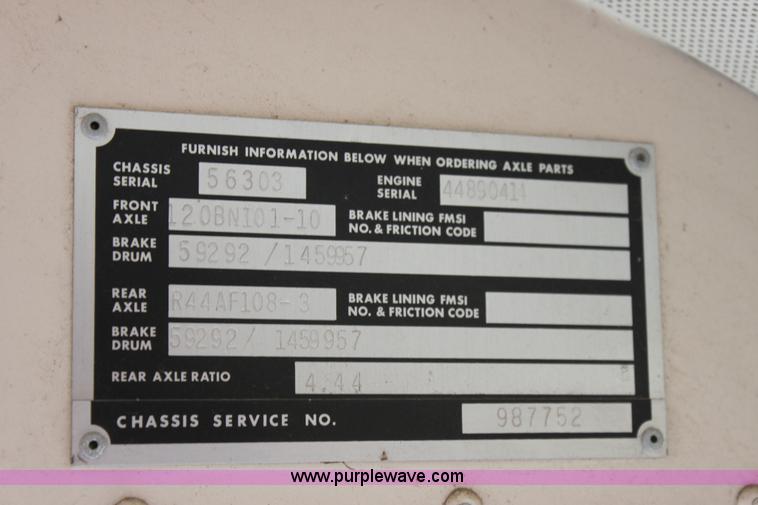 FURNISH INFORMATION BELOW WHEN ORDERING AXLE PARTS
CHASSIS SERIAL 56303 ENGINE SERIAL 44890414
FRONT AXLE 120BN101-10 BRAKE LINING FMSI NO. & FRICTION CODE
BRAKE DRUM 59292 / 1459957
REAR AXLE R44AF108-3 BRAKE LINING FMSI NO. & FRICTION CODE
BRAKE DRUM 59292/ 1459957
REAR AXLE RATIO 4.44
CHASSIS SERVICE NO. 987752
www.purplewave.com